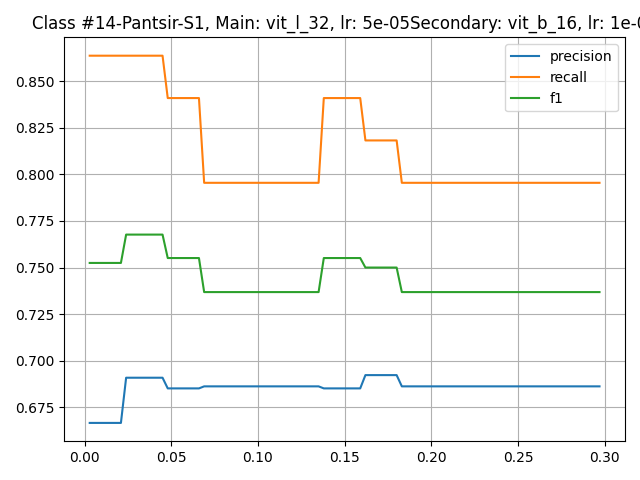 Class #14-Pantsir-S1, Main: vit_l_32, lr: 5e-05Secondary: vit_b_16, lr: 1e-0
precision
recall
f1
0.850
0.825
0.800
0.775
0.750
0.725
0.700
0.675
0.00 0.05 0.10 0.15 0.20 0.25 0.30